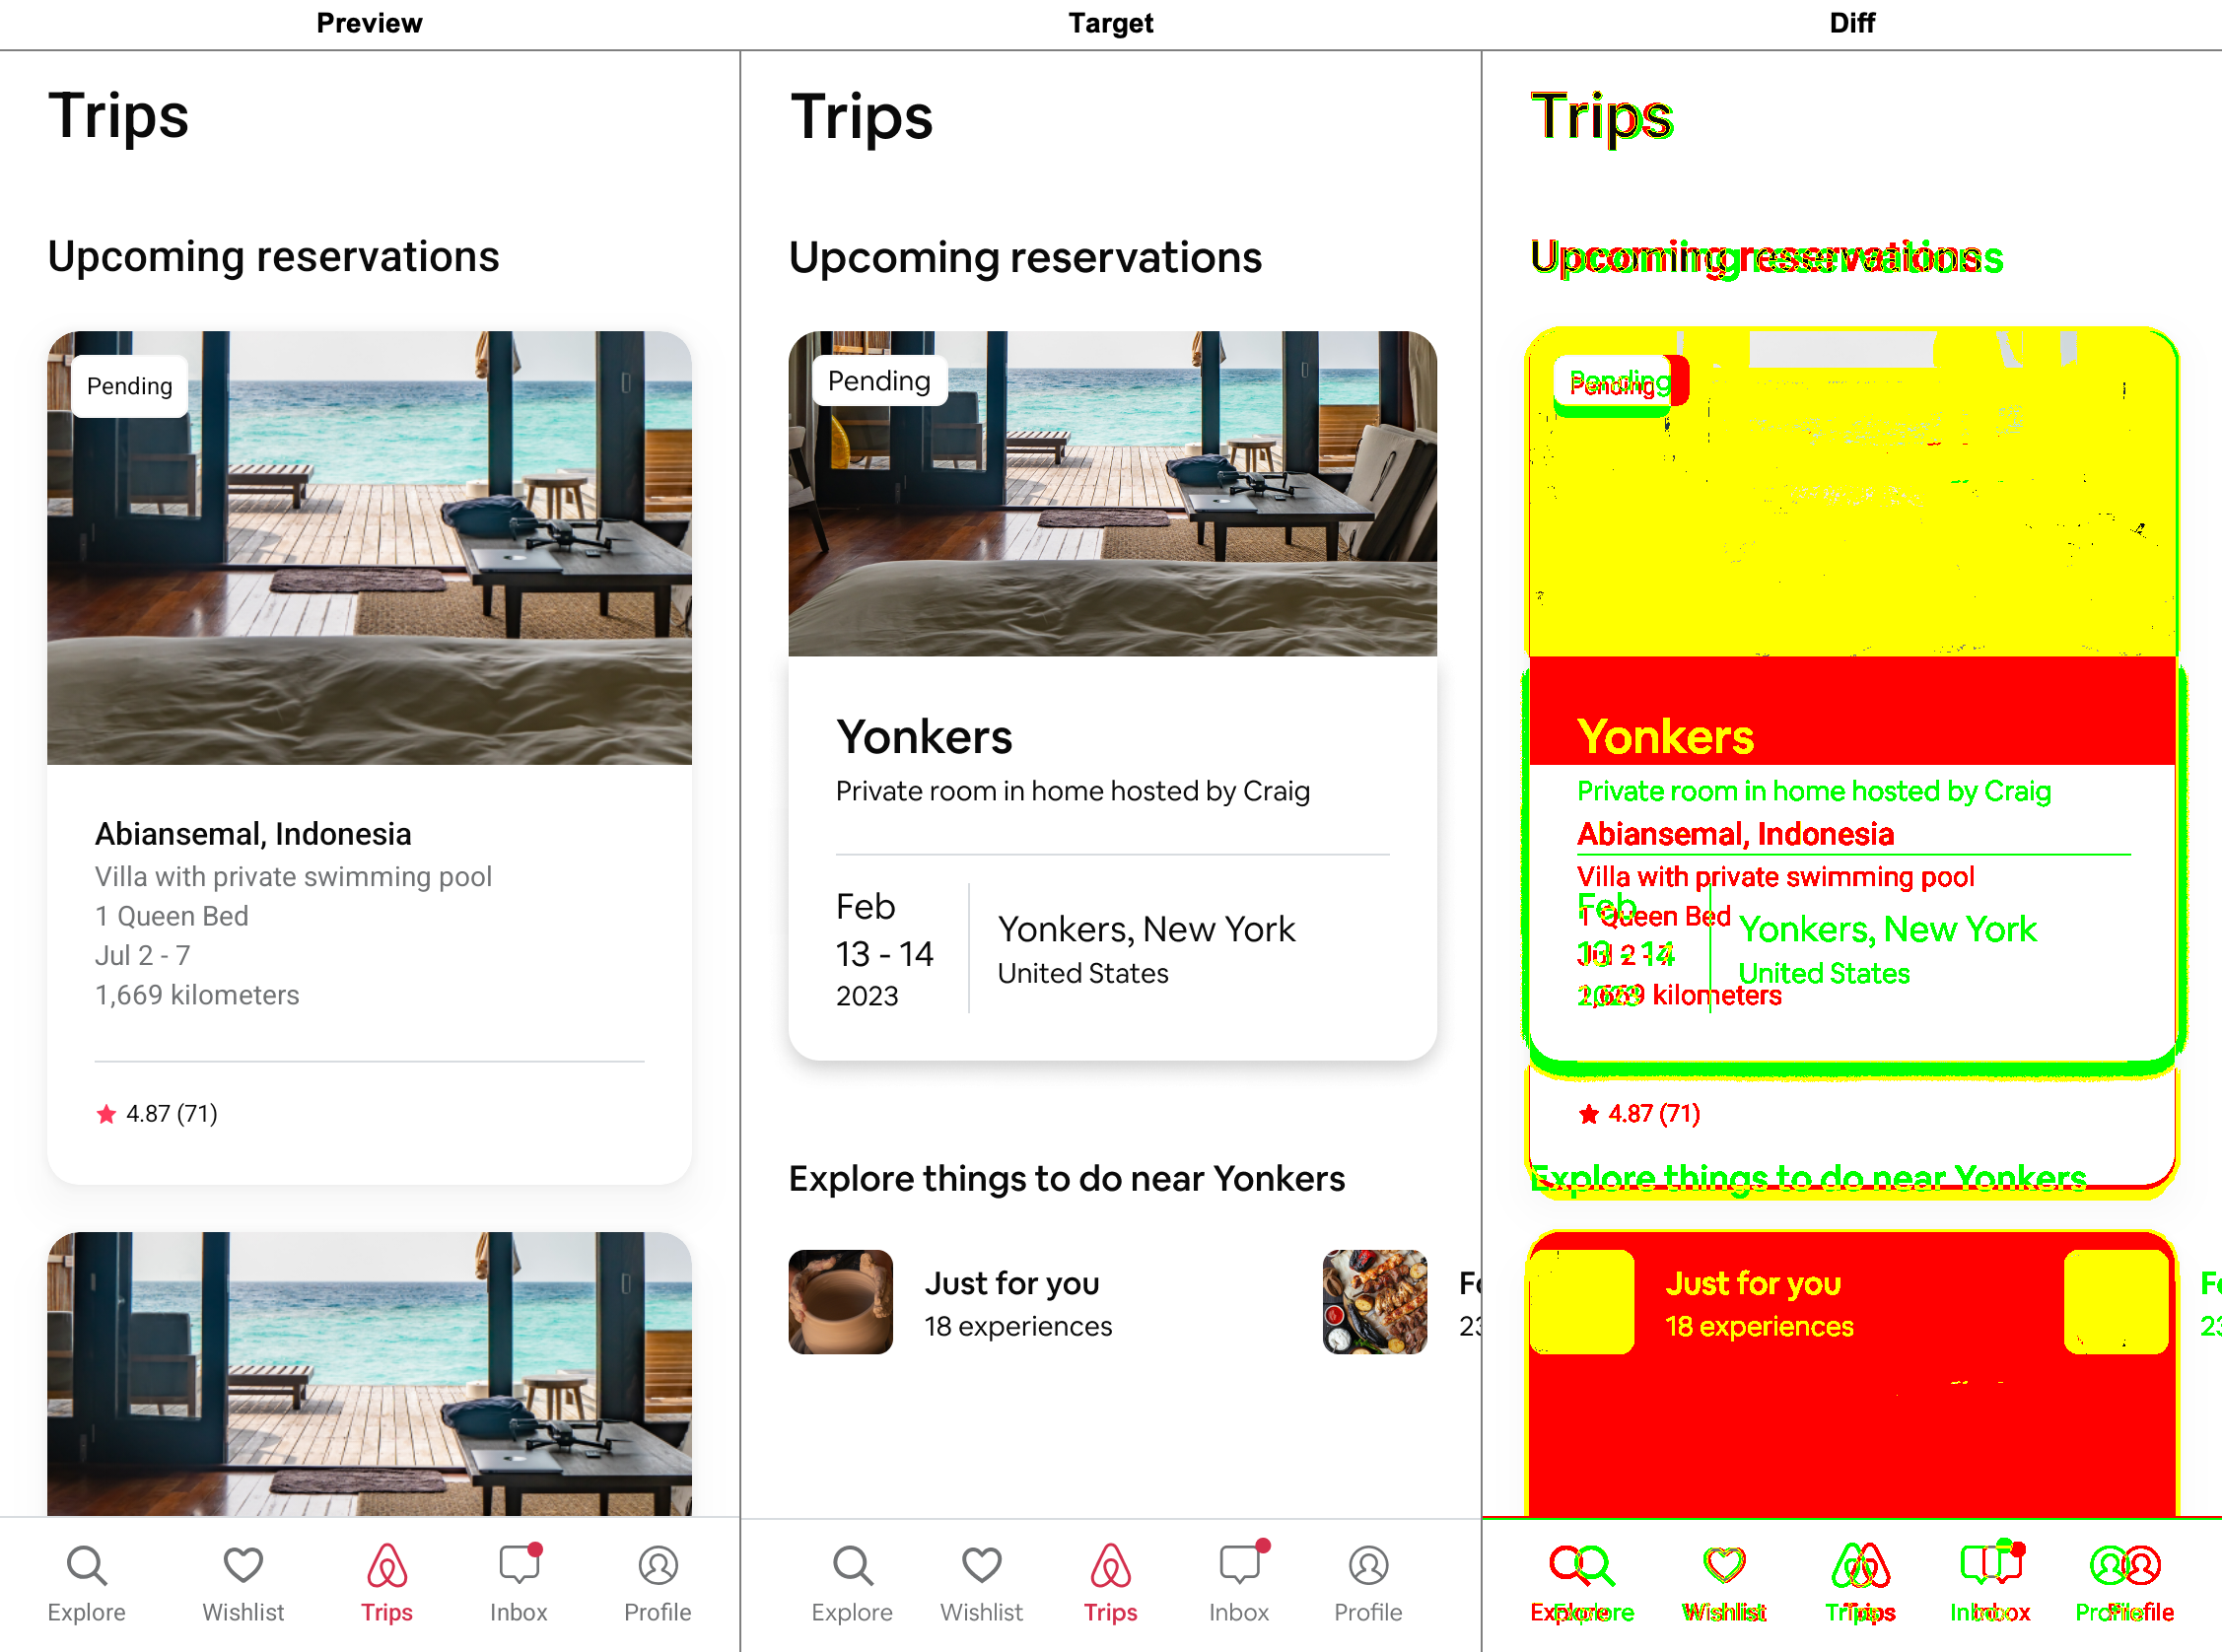 Preview
Target
Diff
Trips
Upcoming reservations
Pending
Abiansemal, Indonesia
Villa with private swimming pool
1 Queen Bed
Jul 2 - 7
1,669 kilometers
4.87 (71)
Explore
Wishlist
Trips
Inbox
Profile
Trips
Upcoming reservations
Pending
Yonkers
Private room in home hosted by Craig
Feb
13 - 14
2023
Yonkers, New York
United States
Explore things to do near Yonkers
Just for you
18 experiences
Explore
Wishlist
Trips
Inbox
Profile
Trips
Upcoming reservations
Pending
Yonkers
Private room in home hosted by Craig
Abiansemal, Indonesia
Villa with private swimming pool
Feb
1 Queen Bed
Yonkers, New York
13 - 14
Jul 2 - 7
United States
2023
1,669 kilometers
4.87 (71)
Explore things to do near Yonkers
Just for you
18 experiences
Explore
Wishlist
Trips
Inbox
Profile